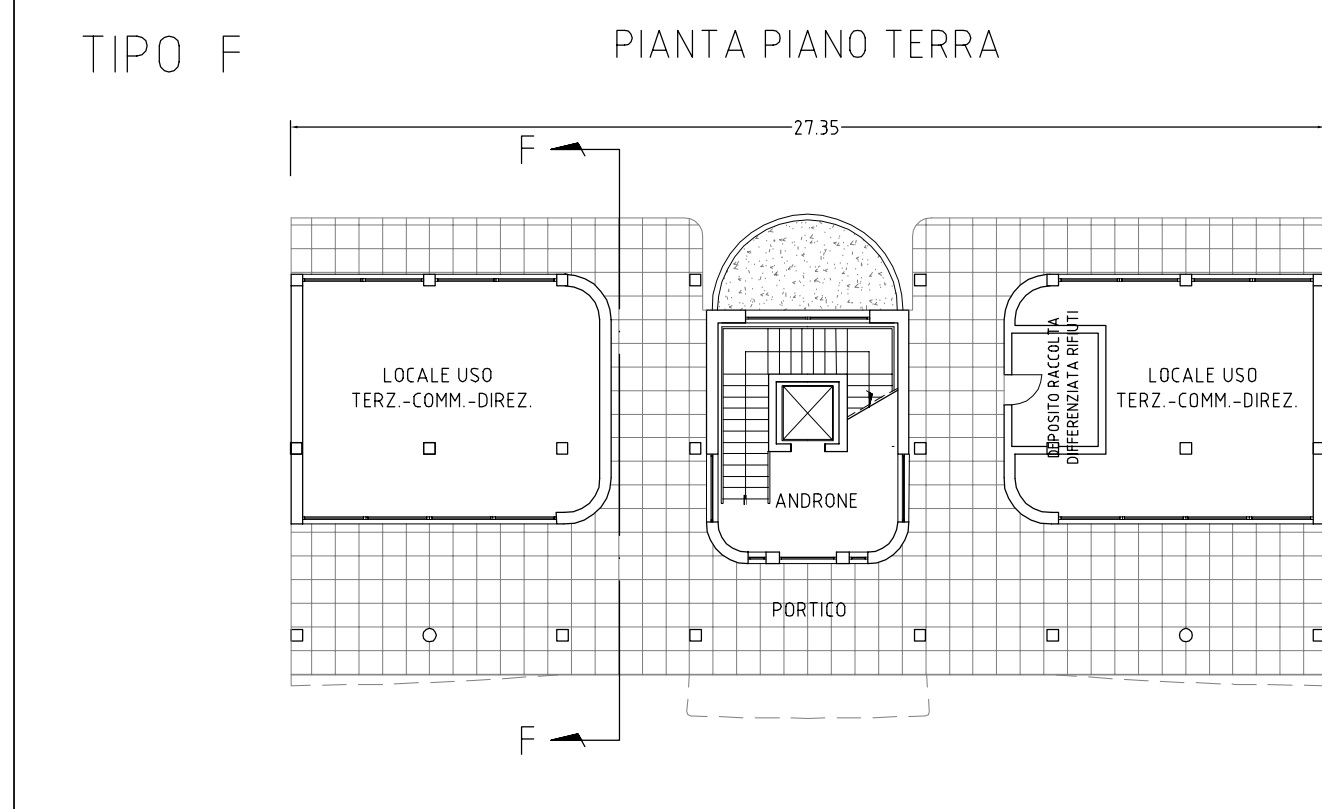 TIPO F
PIANTA PIANO TERRA
27.35
F
LOCALE USO
TERZ.-COMM.-DIREZ.
DEPOSITO RACCOLTA
DIFFERENZIATA RIFIUTI
LOCALE USO
TERZ.-COMM.-DIREZ.
ANDRONE
PORTICO
F